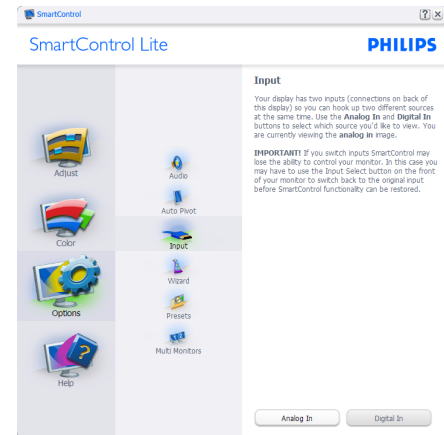 SmartControl
SmartControl Lite
PHILIPS
Adjust
Color
Options
Help
Audio
Auto Pivot
Input
Wizard
Presets
Multi Monitors
Input
Your display has two inputs (connections on back of
this display) so you can hook up two different sources
at the same time. Use the Analog In and Digital In
buttons to select which source you'd like to view. You
are currently viewing the analog in image.
IMPORTANT! If you switch inputs SmartControl may
lose the ability to control your monitor. In this case you
may have to use the Input Select button on the front
of your monitor to switch back to the original input
before SmartControl functionality can be restored.
Analog In
Digital In